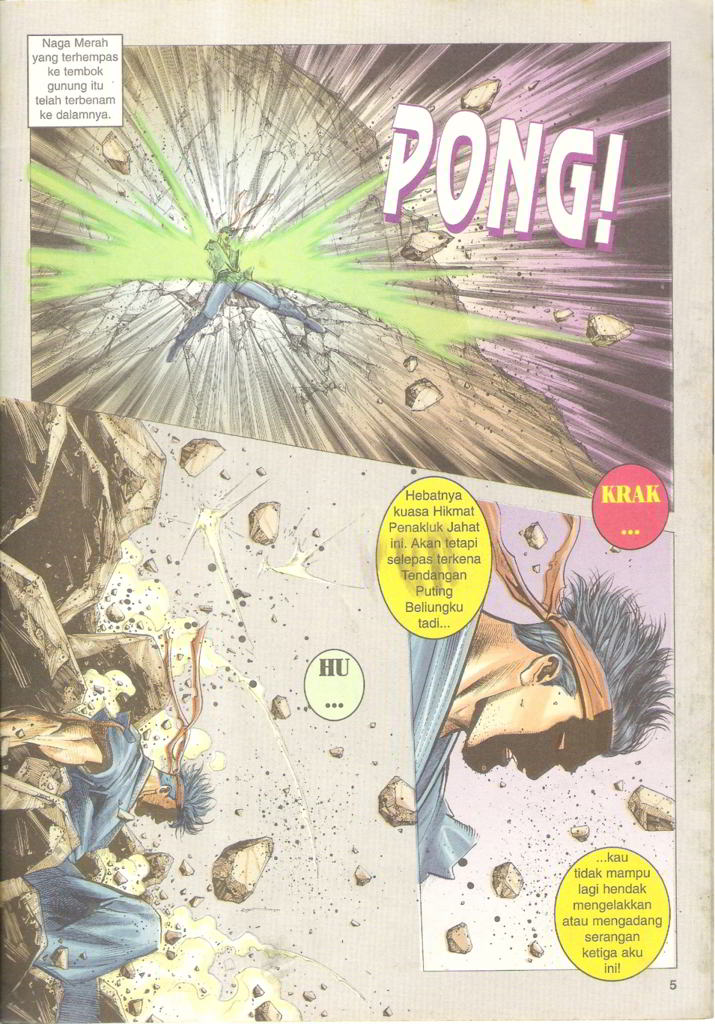 Naga Merah
yang terhempas
ke tembok
gunung itu
telah terbenam
ke dalamnya.
PONG!
KRAK
...
Hebatnya
kuasa Hikmat
Penakluk Jahat
ini. Akan tetapi
selepas terkena
Tendangan
Puting
Beliungku
tadi...
HU
...
...kau
tidak mampu
lagi hendak
mengelakkan
atau mengadang
serangan
ketiga aku
ini!
5